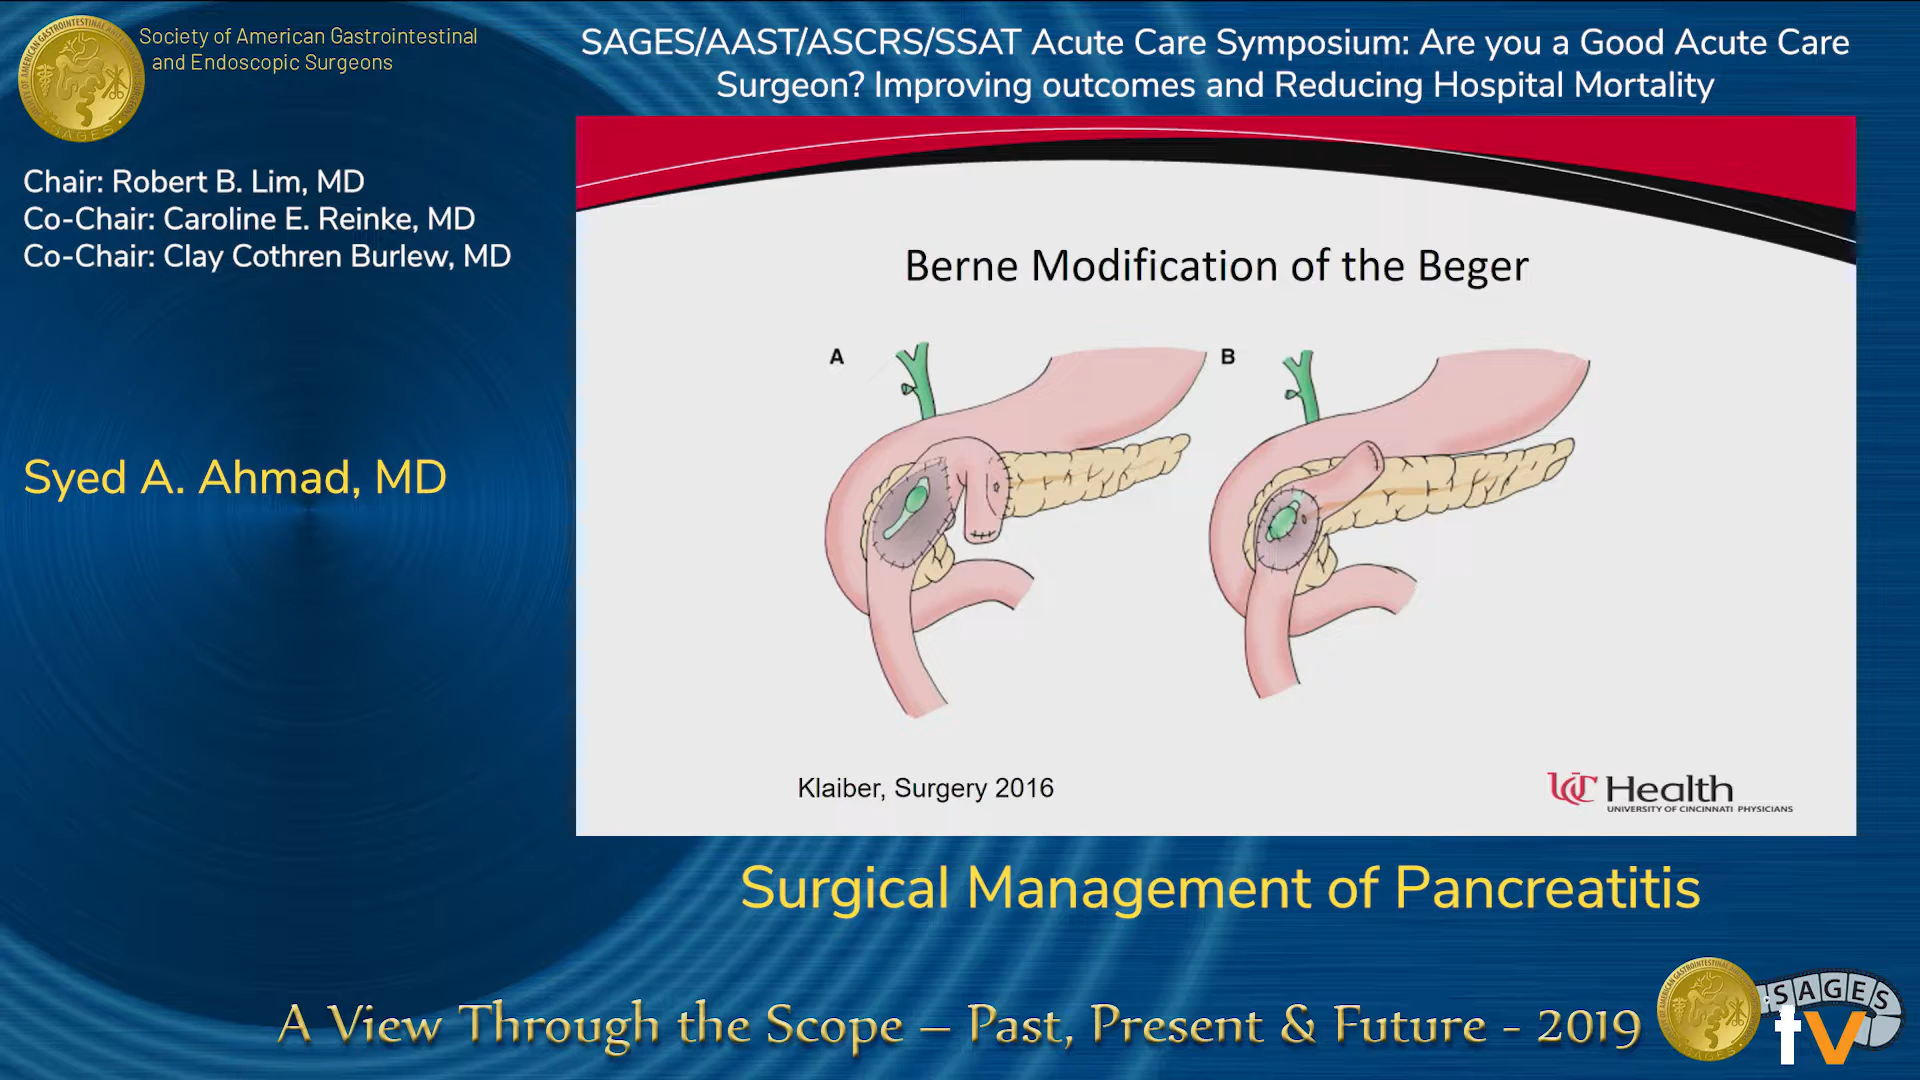 Society of American Gastrointestinal
and Endoscopic Surgeons
SAGES/AAST/ASCRS/SSAT Acute Care Symposium: Are you a Good Acute Care
Surgeon? Improving outcomes and Reducing Hospital Mortality
Chair: Robert B. Lim, MD
Co-Chair: Caroline E. Reinke, MD
Co-Chair: Clay Cothren Burlew, MD
Syed A. Ahmad, MD
Berne Modification of the Beger
A
B
Klaiber, Surgery 2016
UC Health
UNIVERSITY OF CINCINNATI PHYSICIANS
Surgical Management of Pancreatitis
A View Through the Scope – Past, Present & Future - 2019
SAGES
tv